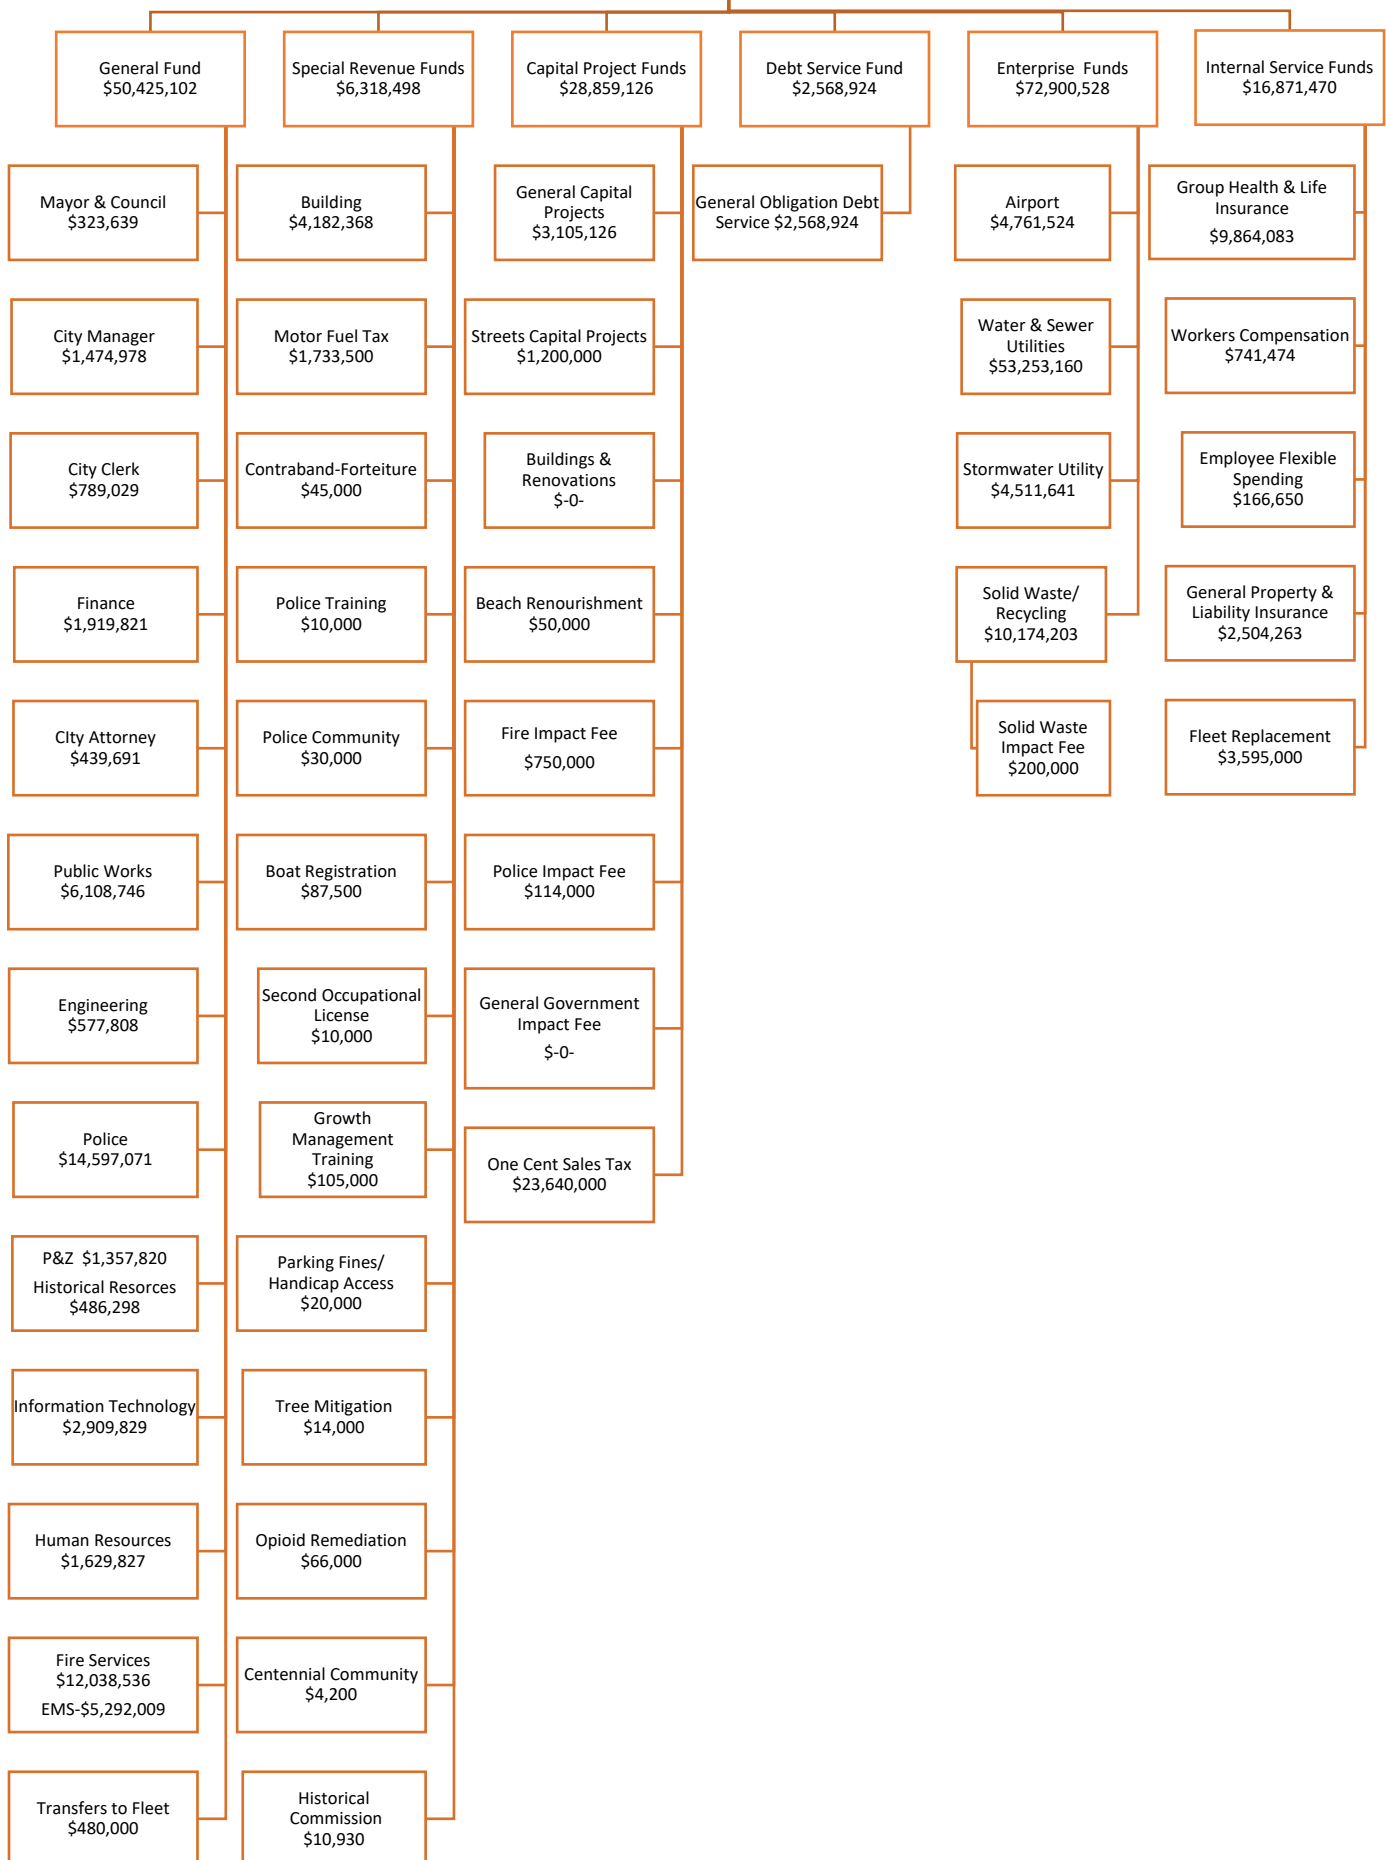 General Fund
$50,425,102
Mayor & Council
$323,639
City Manager
$1,474,978
City Clerk
$789,029
Finance
$1,919,821
CIty Attorney
$439,691
Public Works
$6,108,746
Engineering
$577,808
Police
$14,597,071
P&Z $1,357,820
Historical Resorces
$486,298
Information Technology
$2,909,829
Human Resources
$1,629,827
Fire Services
$12,038,536
EMS-$5,292,009
Transfers to Fleet
$480,000
Special Revenue Funds
$6,318,498
Building
$4,182,368
Motor Fuel Tax
$1,733,500
Contraband-Forteiture
$45,000
Police Training
$10,000
Police Community
$30,000
Boat Registration
$87,500
Second Occupational
License
$10,000
Growth
Management
Training
$105,000
Parking Fines/
Handicap Access
$20,000
Tree Mitigation
$14,000
Opioid Remediation
$66,000
Centennial Community
$4,200
Historical
Commission
$10,930
Capital Project Funds
$28,859,126
General Capital
Projects
$3,105,126
Streets Capital Projects
$1,200,000
Buildings &
Renovations
$-0-
Beach Renourishment
$50,000
Fire Impact Fee
$750,000
Police Impact Fee
$114,000
General Government
Impact Fee
$-0-
One Cent Sales Tax
$23,640,000
Debt Service Fund
$2,568,924
General Obligation Debt
Service $2,568,924
Enterprise Funds
$72,900,528
Airport
$4,761,524
Water & Sewer
Utilities
$53,253,160
Stormwater Utility
$4,511,641
Solid Waste/
Recycling
$10,174,203
Solid Waste
Impact Fee
$200,000
Internal Service Funds
$16,871,470
Group Health & Life
Insurance
$9,864,083
Workers Compensation
$741,474
Employee Flexible
Spending
$166,650
General Property &
Liability Insurance
$2,504,263
Fleet Replacement
$3,595,000